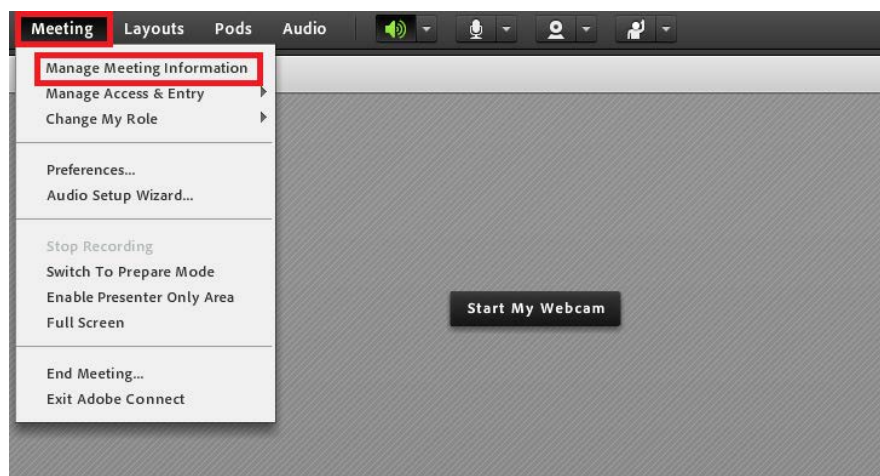 Meeting Layouts Pods Audio
Manage Meeting Information
Manage Access & Entry
Change My Role
Preferences...
Audio Setup Wizard...
Stop Recording
Switch To Prepare Mode
Enable Presenter Only Area
Full Screen
End Meeting...
Exit Adobe Connect
Start My Webcam